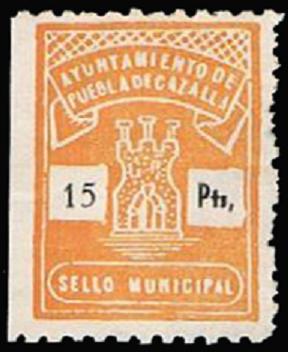 AYUNTAMIENTO DE
PUEBLA DE CAZALLA
15 Pts,
SELLO MUNICIPAL